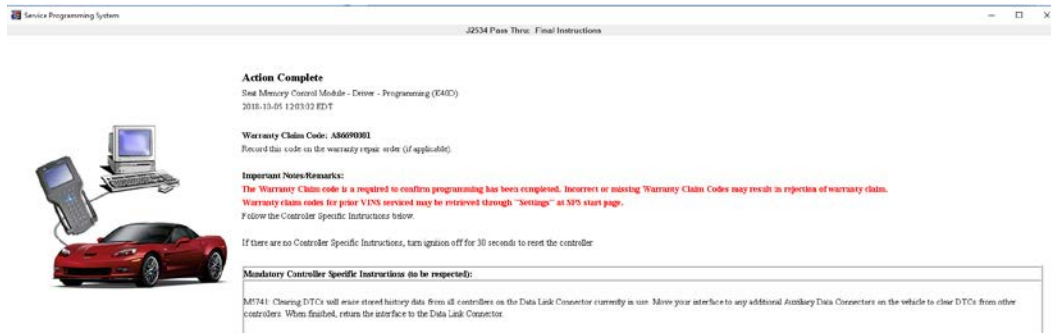 Service Programming System
J2534 Pass Thru: Final Instructions
Action Complete
Seat Memory Control Module - Driver - Programming (K40D)
2018-10-05 12:03:02 EDT
Warranty Claim Code: A86690001
Record this code on the warranty repair order (if applicable).
Important Notes/Remarks:
The Warranty Claim code is a required to confirm programming has been completed. Incorrect or missing Warranty Claim Codes may result in rejection of warranty claim.
Warranty claim codes for prior VINS serviced may be retrieved through "Settings" at SPS start page.
Follow the Controller Specific Instructions below.
If there are no Controller Specific Instructions, turn ignition off for 30 seconds to reset the controller
Mandatory Controller Specific Instructions (to be respected):
M5741: Clearing DTCs will erase stored history data from all controllers on the Data Link Connector currently in use. Move your interface to any additional Auxiliary Data Connectors on the vehicle to clear DTCs from other
controllers. When finished, return the interface to the Data Link Connector.